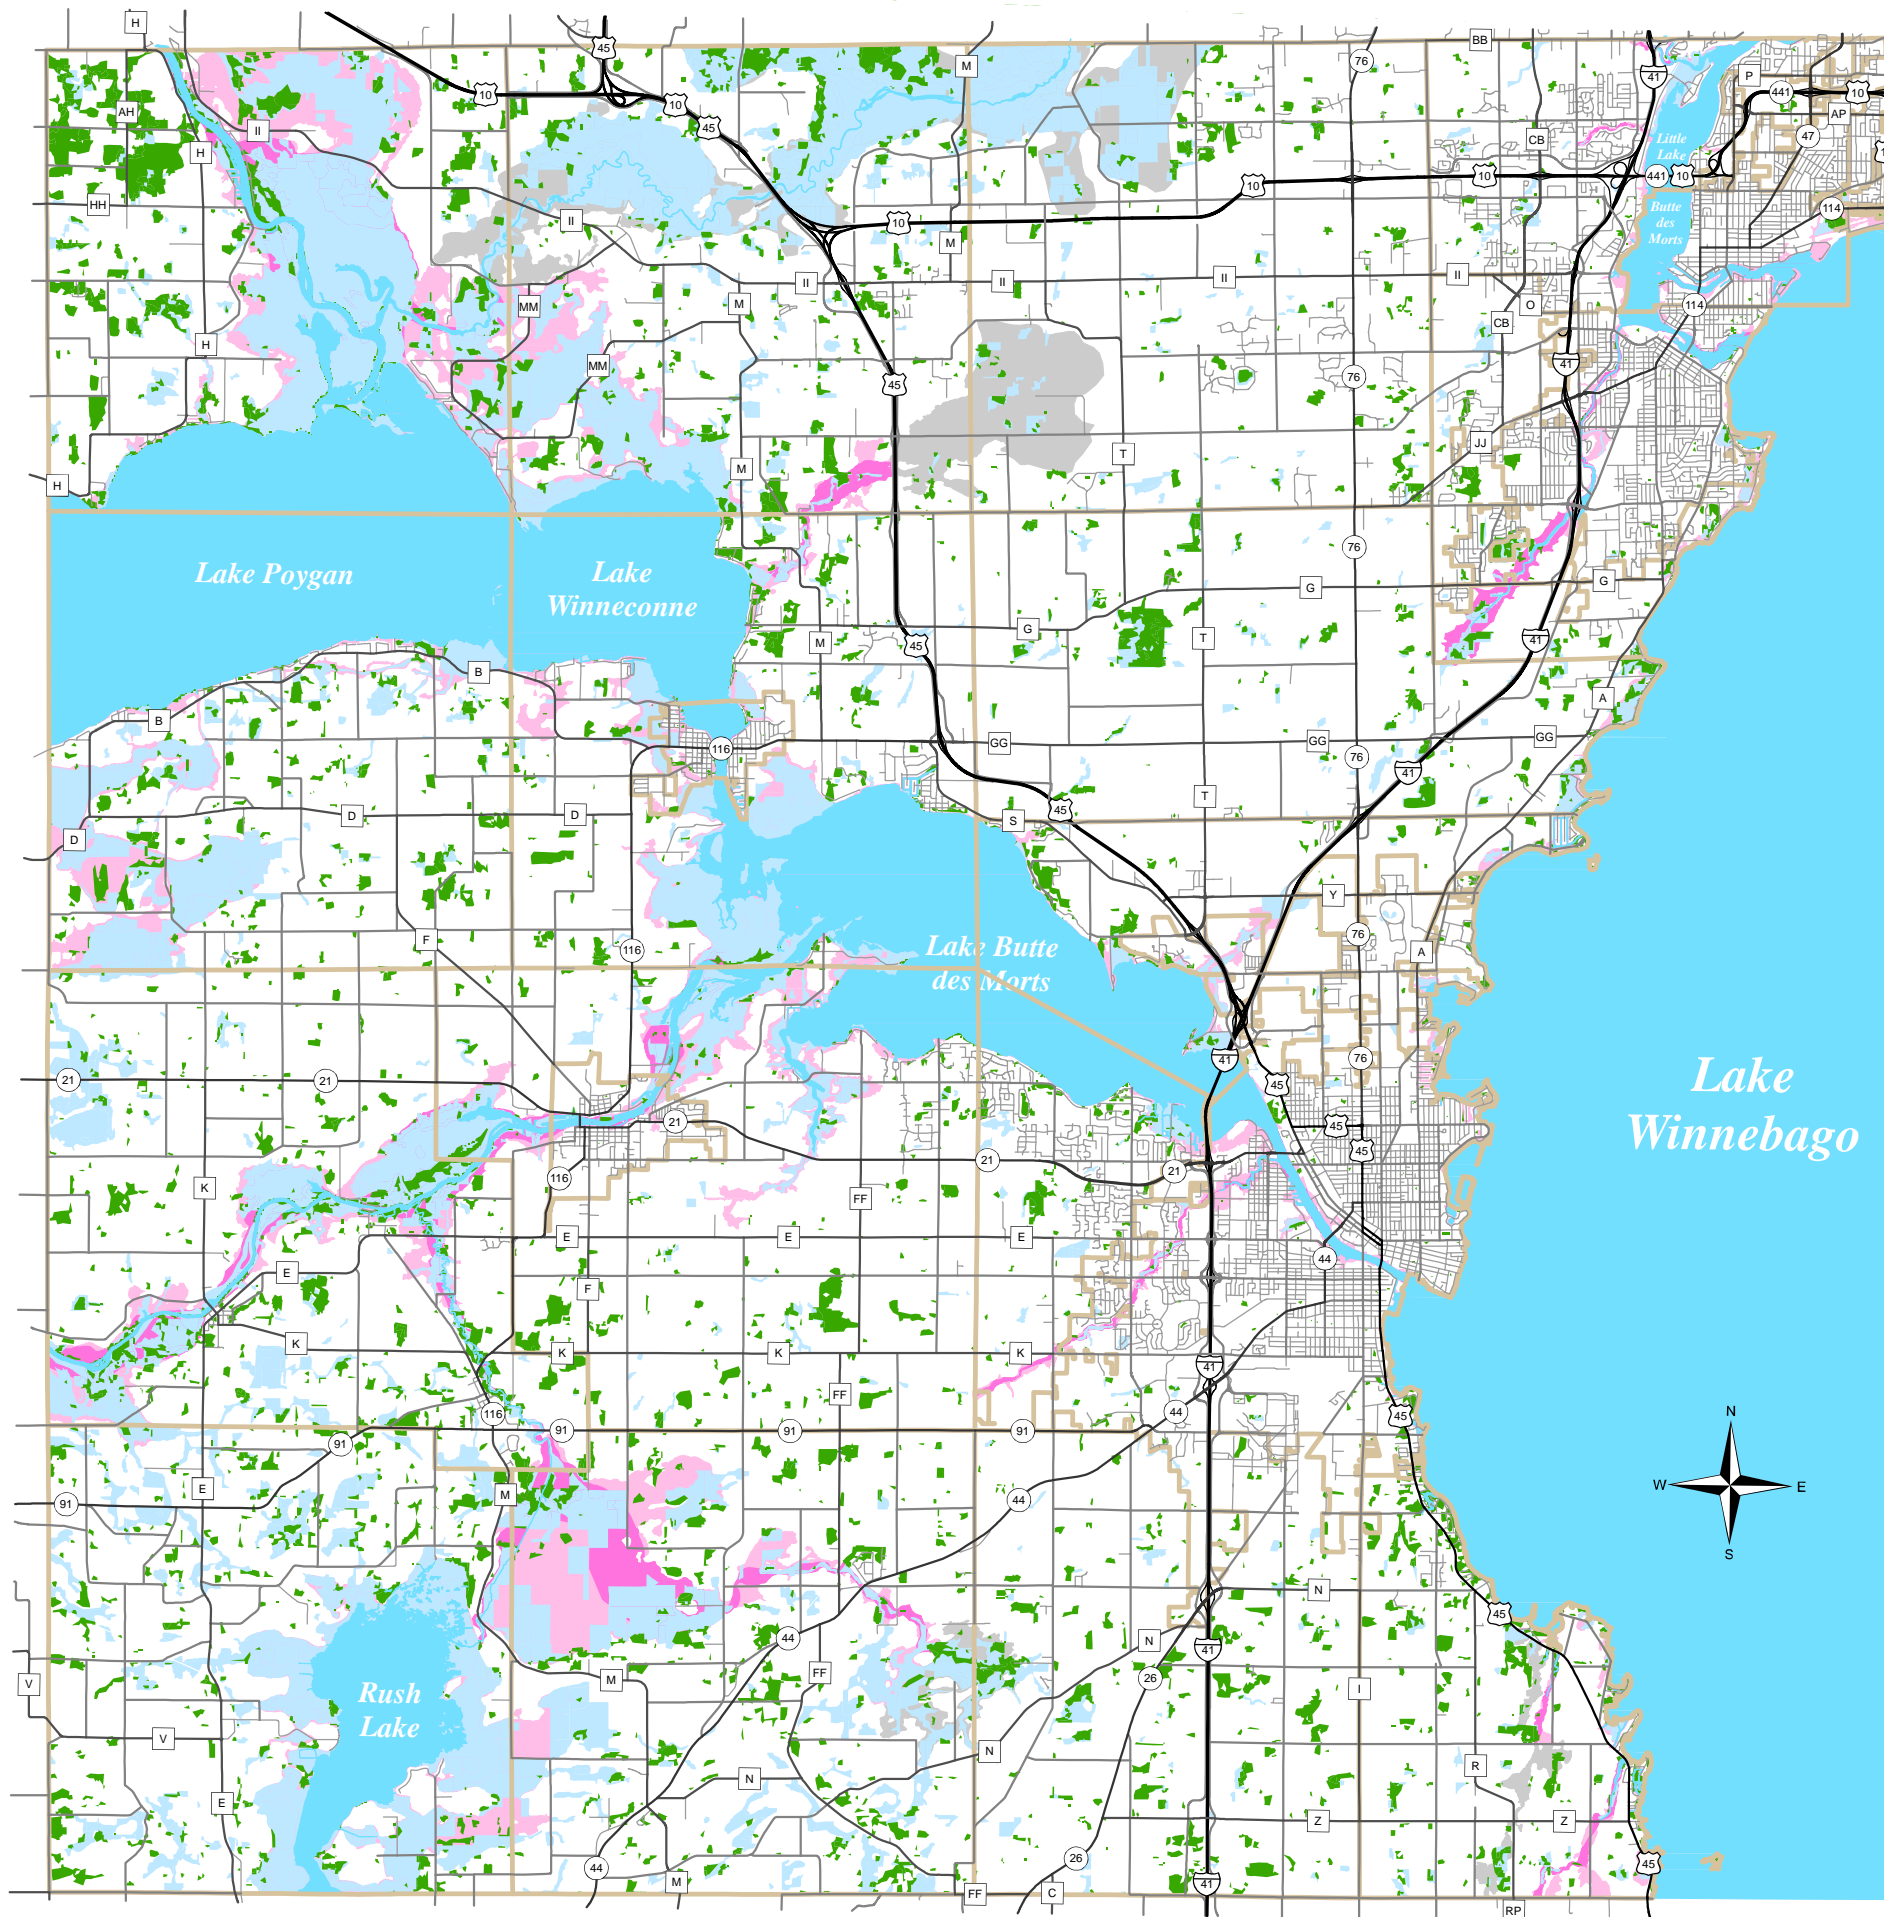 H
45
BB
76
M
41
P
10
10
441
10
45
AH
AP
II
H
CB
47
Little
Lake
10
10
441
10
HH
II
10
M
Butte
des
Morts
114
II
II
II
II
MM
M
O
114
CB
H
MM
41
45
76
JJ
T
M
H
76
Lake Poygan
Lake
Winneconne
G
G
G
M
T
41
45
B
A
B
116
GG
GG
GG
76
41
T
45
D
D
S
D
Y
F
116
Lake Butte
des Morts
76
A
41
76
Lake
Winnebago
21
21
45
21
45
45
21
21
116
K
FF
E
E
E
44
E
F
K
K
K
K
41
FF
116
44
45
91
91
91
91
N
W
E
S
E
M
91
44
N
45
44
N
41
FF
26
V
M
I
Rush
Lake
V
N
R
N
E
Z
Z
26
45
44
M
41
FF
C
RP